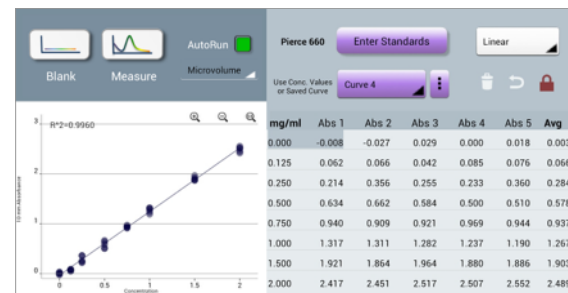 AutoRun
Microvolume
Blank
Measure
Pierce 660
Enter Standards
Linear
Use Conc. Values
or Saved Curve
Curve 4
R^2=0.9960
3
2
1
0
0
0.5
1
1.5
2
10 mm Absorbance
Concentration
mg/ml Abs 1 Abs 2 Abs 3 Abs 4 Abs 5 Avg
0.000 -0.008 -0.027 0.029 0.000 0.018 0.003
0.125 0.062 0.066 0.042 0.085 0.076 0.066
0.250 0.214 0.356 0.255 0.233 0.360 0.284
0.500 0.634 0.662 0.584 0.500 0.510 0.578
0.750 0.940 0.909 0.921 0.969 0.944 0.937
1.000 1.317 1.311 1.282 1.237 1.190 1.267
1.500 1.921 1.864 1.964 1.880 1.886 1.903
2.000 2.417 2.451 2.517 2.507 2.552 2.489